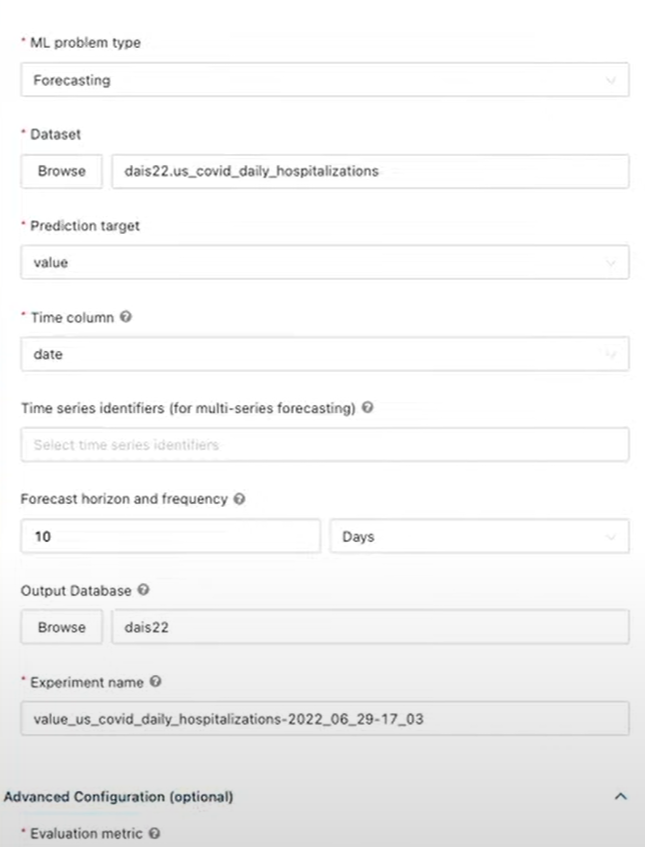 * ML problem type
Forecasting
* Dataset
Browse
dais22.us_covid_daily_hospitalizations
* Prediction target
value
* Time column
date
Time series identifiers (for multi-series forecasting)
Select time series identifiers
Forecast horizon and frequency
10
Days
Output Database
Browse
dais22
* Experiment name
value_us_covid_daily_hospitalizations-2022_06_29-17_03
Advanced Configuration (optional)
* Evaluation metric